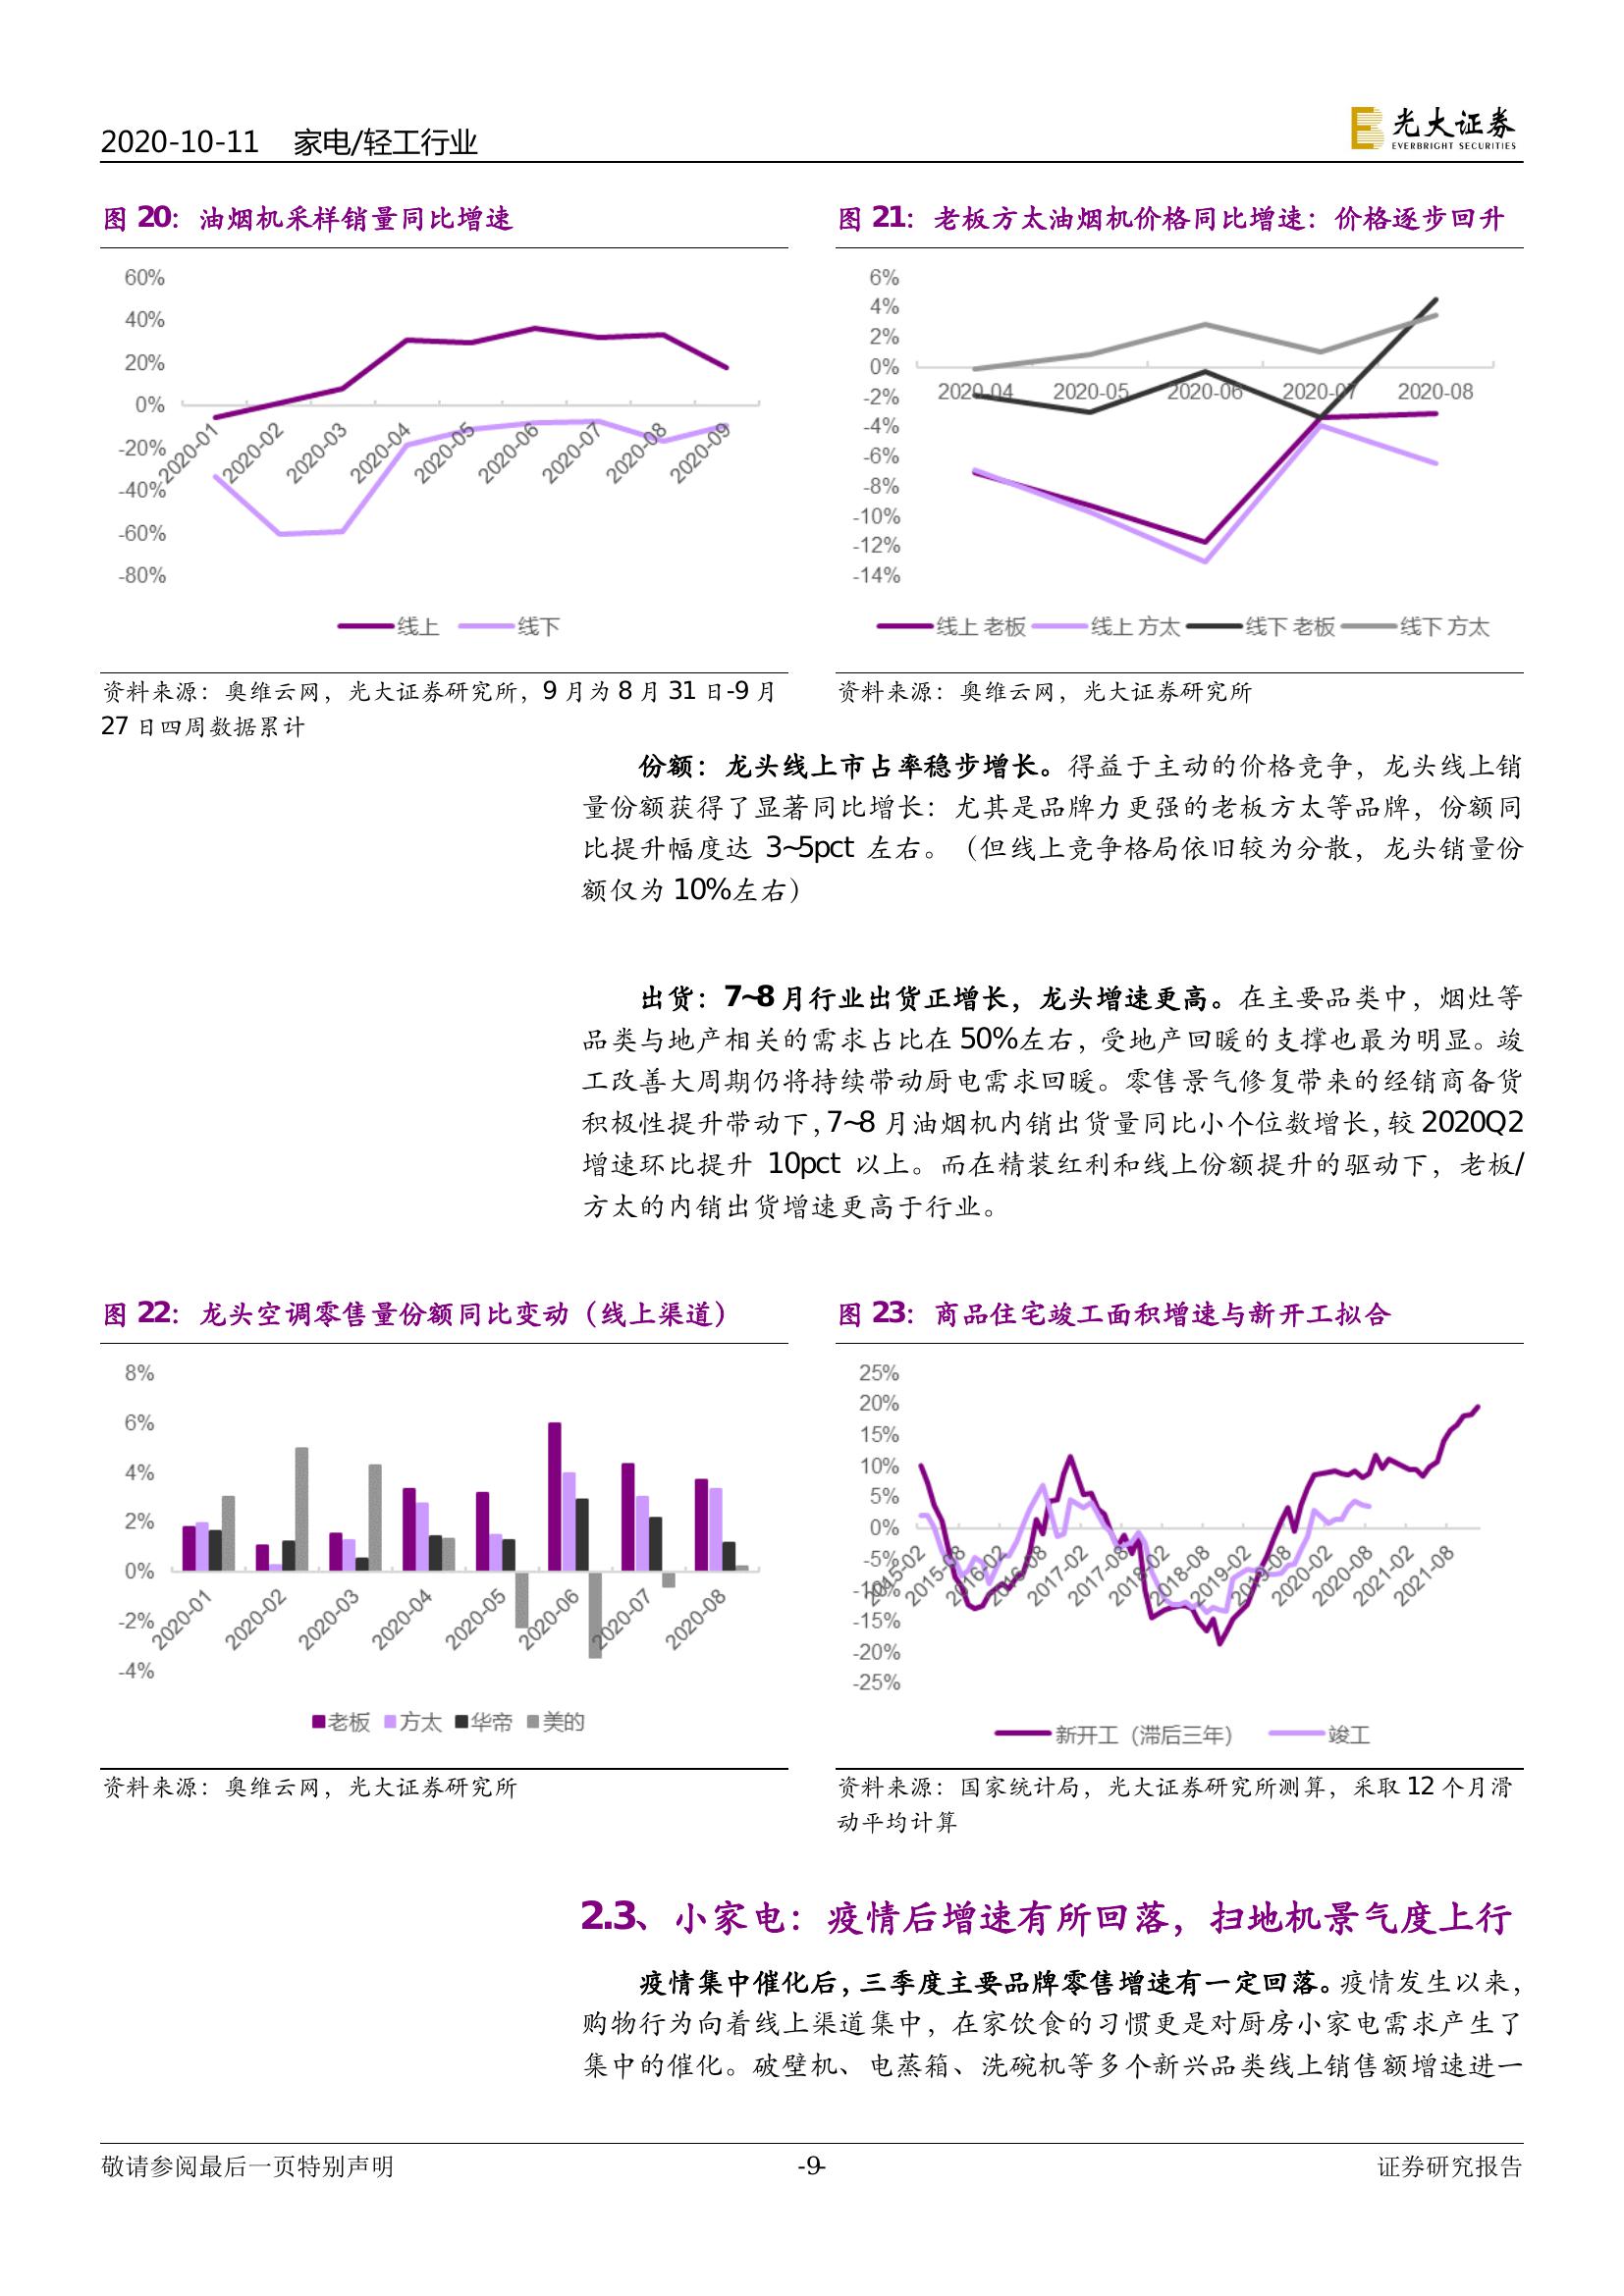 2020-10-11 家电/轻工行业
光大证券
EVERBRIGHT SECURITIES
图 20：油烟机采样销量同比增速
60%
40%
20%
0%
-20%
-40%
-60%
-80%
2020-01
2020-02
2020-03
2020-04
2020-05
2020-06
2020-07
2020-08
2020-09
线上 线下
资料来源：奥维云网，光大证券研究所，9 月为 8 月 31 日-9 月
27 日四周数据累计
图 21：老板方太油烟机价格同比增速：价格逐步回升
6%
4%
2%
0%
-2%
-4%
-6%
-8%
-10%
-12%
-14%
2020-04 2020-05 2020-06 2020-07 2020-08
线上 老板 线上 方太 线下 老板 线下 方太
资料来源：奥维云网，光大证券研究所
份额：龙头线上市占率稳步增长。得益于主动的价格竞争，龙头线上销
量份额获得了显著同比增长：尤其是品牌力更强的老板方太等品牌，份额同
比提升幅度达 3~5pct 左右。（但线上竞争格局依旧较为分散，龙头销量份
额仅为 10%左右）
出货：7~8 月行业出货正增长，龙头增速更高。在主要品类中，烟灶等
品类与地产相关的需求占比在 50%左右，受地产回暖的支撑也最为明显。竣
工改善大周期仍将持续带动厨电需求回暖。零售景气修复带来的经销商备货
积极性提升带动下，7~8 月油烟机内销出货量同比小个位数增长，较 2020Q2
增速环比提升 10pct 以上。而在精装红利和线上份额提升的驱动下，老板/
方太的内销出货增速更高于行业。
图 22：龙头空调零售量份额同比变动（线上渠道）
8%
6%
4%
2%
0%
-2%
-4%
2020-01
2020-02
2020-03
2020-04
2020-05
2020-06
2020-07
2020-08
老板 方太 华帝 美的
资料来源：奥维云网，光大证券研究所
图 23：商品住宅竣工面积增速与新开工拟合
25%
20%
15%
10%
5%
0%
-5%
-10%
-15%
-20%
-25%
2015-02
2015-08
2016-02
2016-08
2017-02
2017-08
2018-02
2018-08
2019-02
2019-08
2020-02
2020-08
2021-02
2021-08
新开工（滞后三年） 竣工
资料来源：国家统计局，光大证券研究所测算，采取 12 个月滑
动平均计算
2.3、小家电：疫情后增速有所回落，扫地机景气度上行
疫情集中催化后，三季度主要品牌零售增速有一定回落。疫情发生以来，
购物行为向着线上渠道集中，在家饮食的习惯更是对厨房小家电需求产生了
集中的催化。破壁机、电蒸箱、洗碗机等多个新兴品类线上销售额增速进一
敬请参阅最后一页特别声明 -9- 证券研究报告